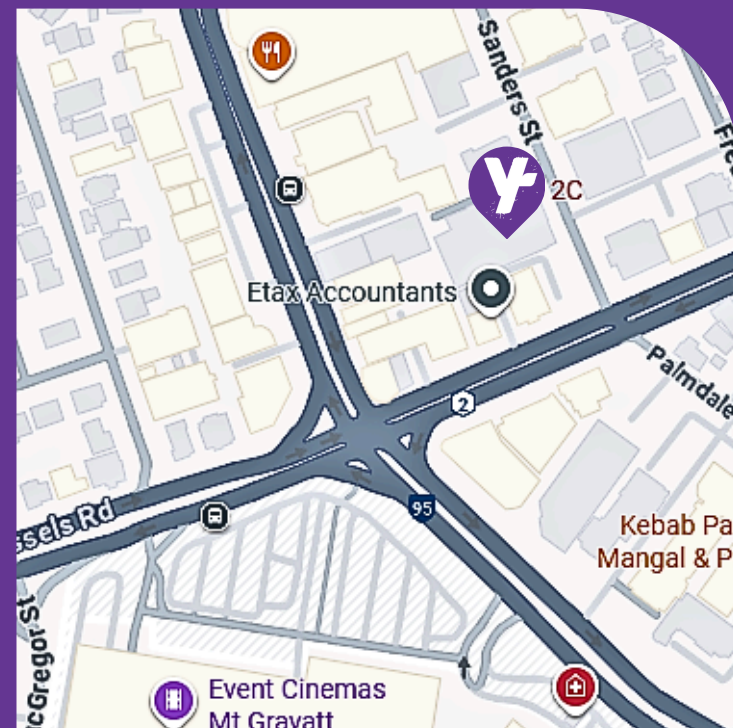 Sanders St
2C
Etax Accountants
2
Palmdale
95
ssels Rd
Kebab Pa
Mangal & P
cGregor St
Event Cinemas
Mt Gravatt
Fre